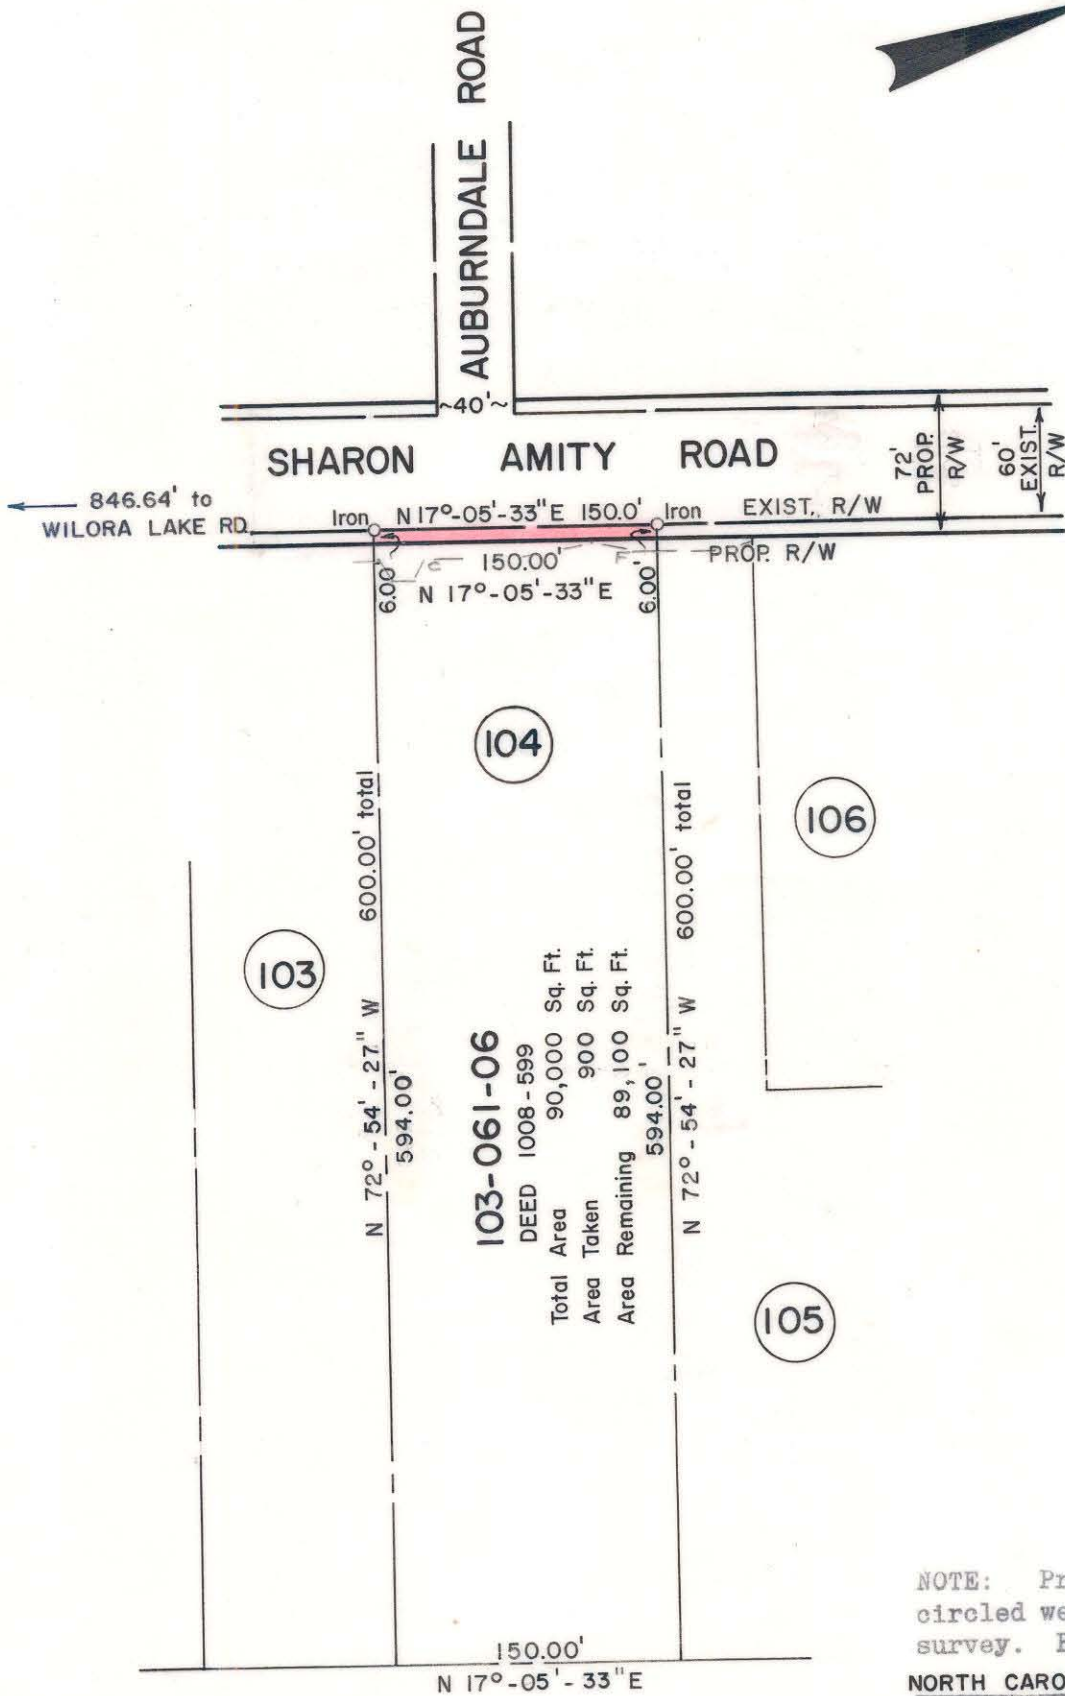 AUBURNDALE ROAD
~40'~
SHARON AMITY ROAD
72'
PROP.
R/W
60'
EXIST.
R/W
846.64' to
WILORA LAKE RD.
Iron
N 17°-05'-33" E 150.0'
Iron
EXIST. R/W
PROP. R/W
150.00'
N 17°-05'-33" E
6.00'
6.00'
104
106
103
105
600.00' total
N 72°-54'-27" W
594.00'
600.00' total
N 72°-54'-27" W
594.00'
103-061-06
DEED 1008-599
Total Area 90,000 Sq. Ft.
Area Taken 900 Sq. Ft.
Area Remaining 89,100 Sq. Ft.
150.00'
N 17°-05'-33" E
NOTE: Pr
circled we
survey.
NORTH CARO